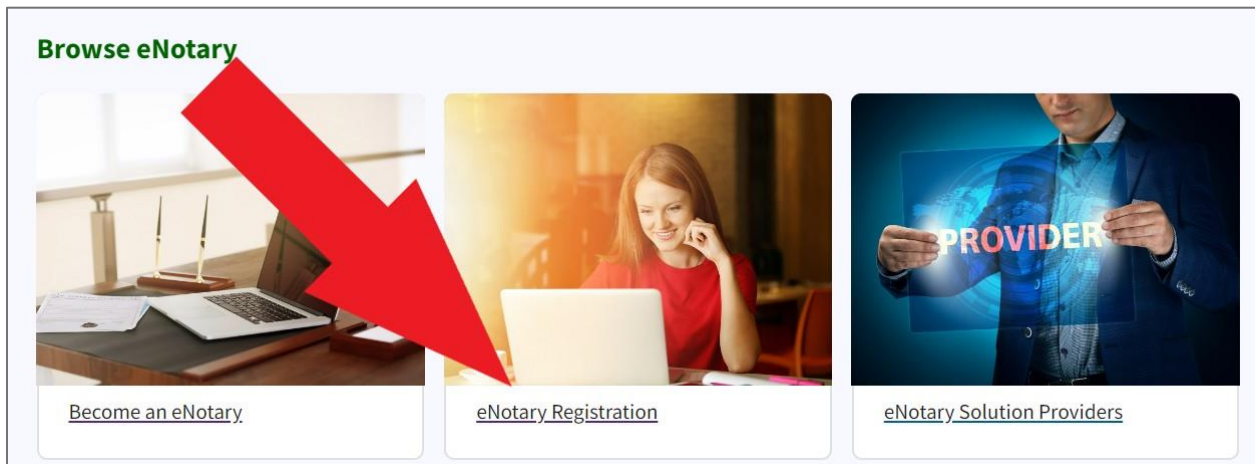 Browse eNotary
PROVIDER
Become an eNotary
eNotary Registration
eNotary Solution Providers